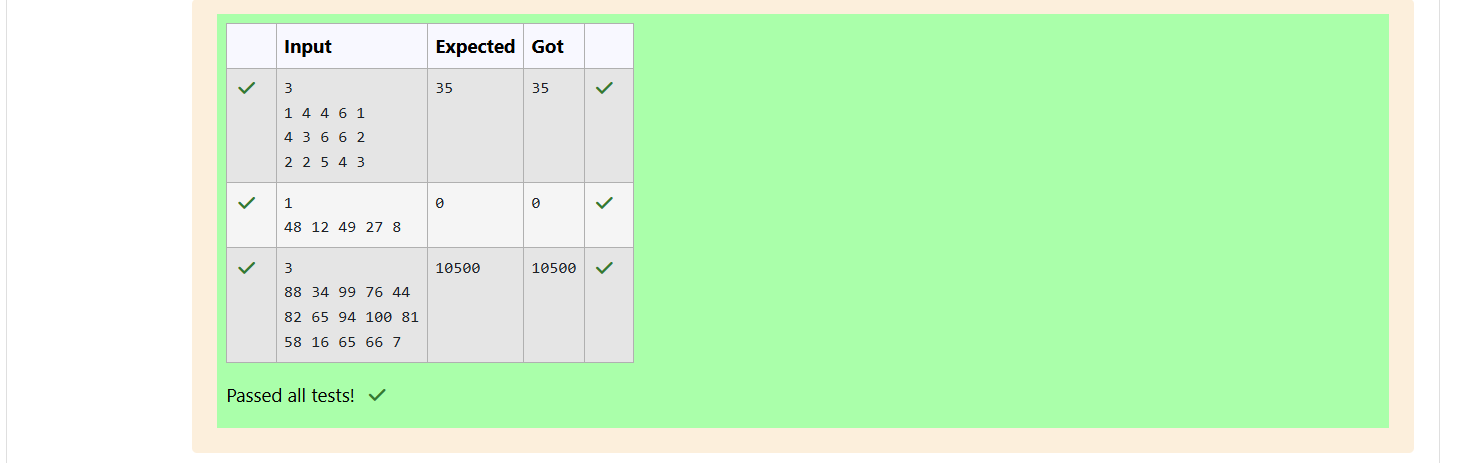 Input Expected Got
3 35 35
1 4 4 6 1
4 3 6 6 2
2 2 5 4 3
1 0 0
48 12 49 27 8
3 10500 10500
88 34 99 76 44
82 65 94 100 81
58 16 65 66 7
Passed all tests!